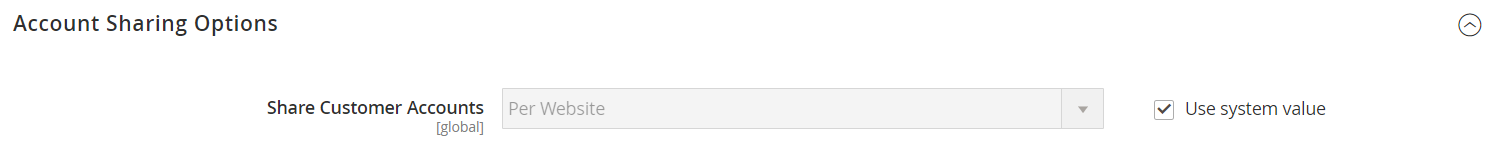 Account Sharing Options
Share Customer Accounts
[global]
Per Website
Use system value